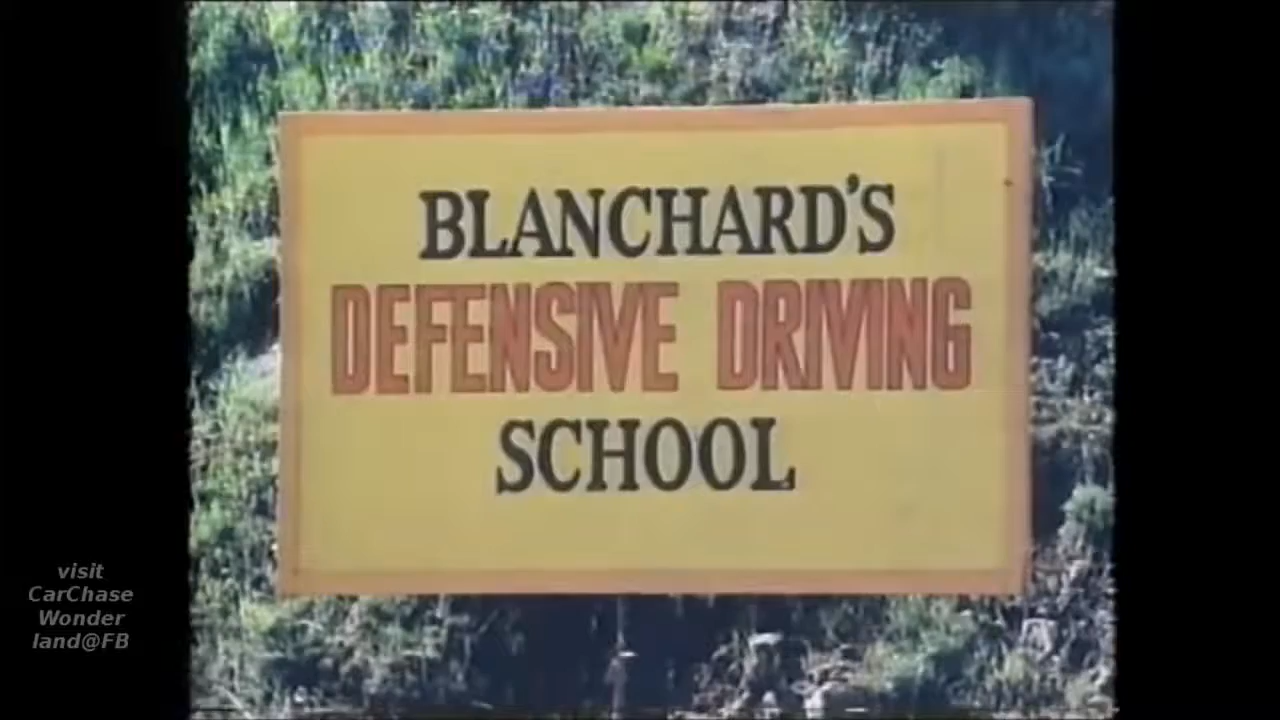 BLANCHARD'S
DEFENSIVE DRIVING
SCHOOL
visit
CarChase
Wonder
land@FB